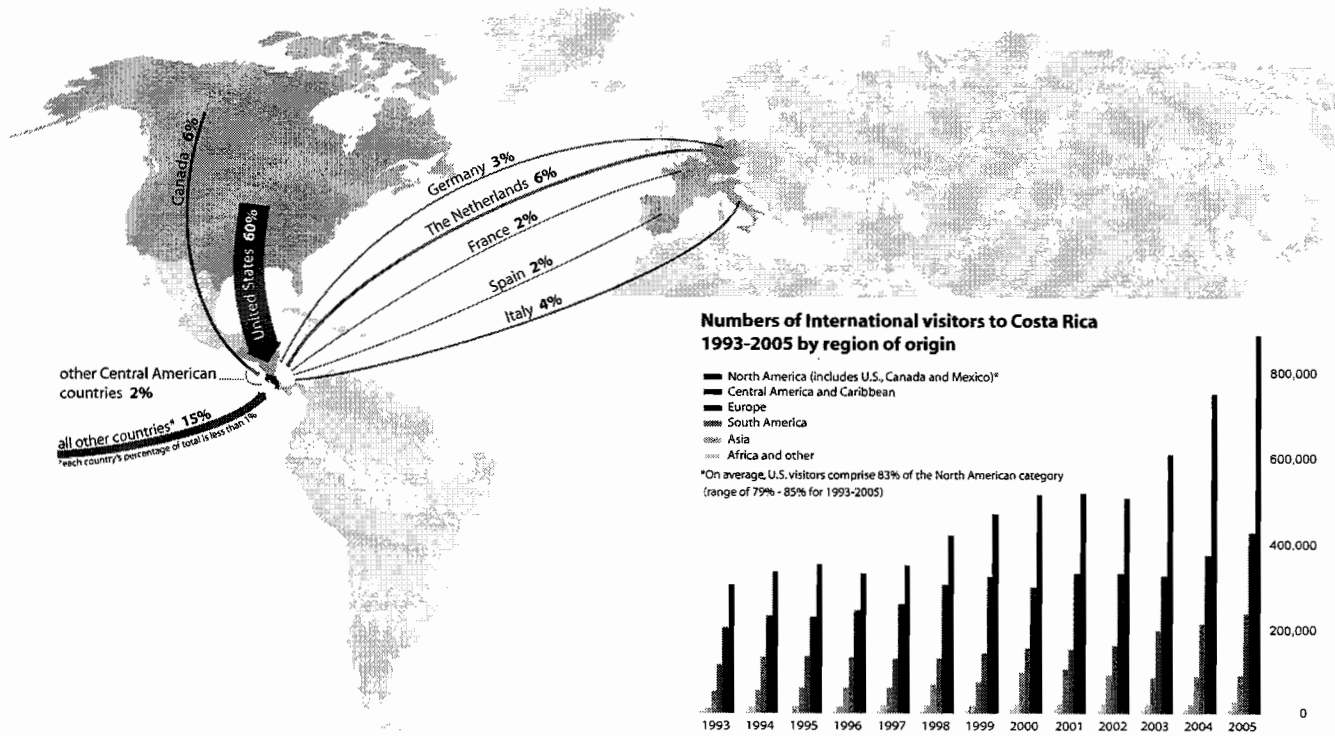 Canada 6%
United States 60%
Germany 3%
The Netherlands 6%
France 2%
Spain 2%
Italy 4%
other Central American
countries 2%
all other countries* 15%
*each country's percentage of total is less than 1%
Numbers of International visitors to Costa Rica
1993-2005 by region of origin
North America (includes U.S., Canada and Mexico)*
Central America and Caribbean
Europe
South America
Asia
Africa and other
*On average, U.S. visitors comprise 83% of the North American category
(range of 79% - 85% for 1993-2005)
800,000
600,000
400,000
200,000
0
1993 1994 1995 1996 1997 1998 1999 2000 2001 2002 2003 2004 2005